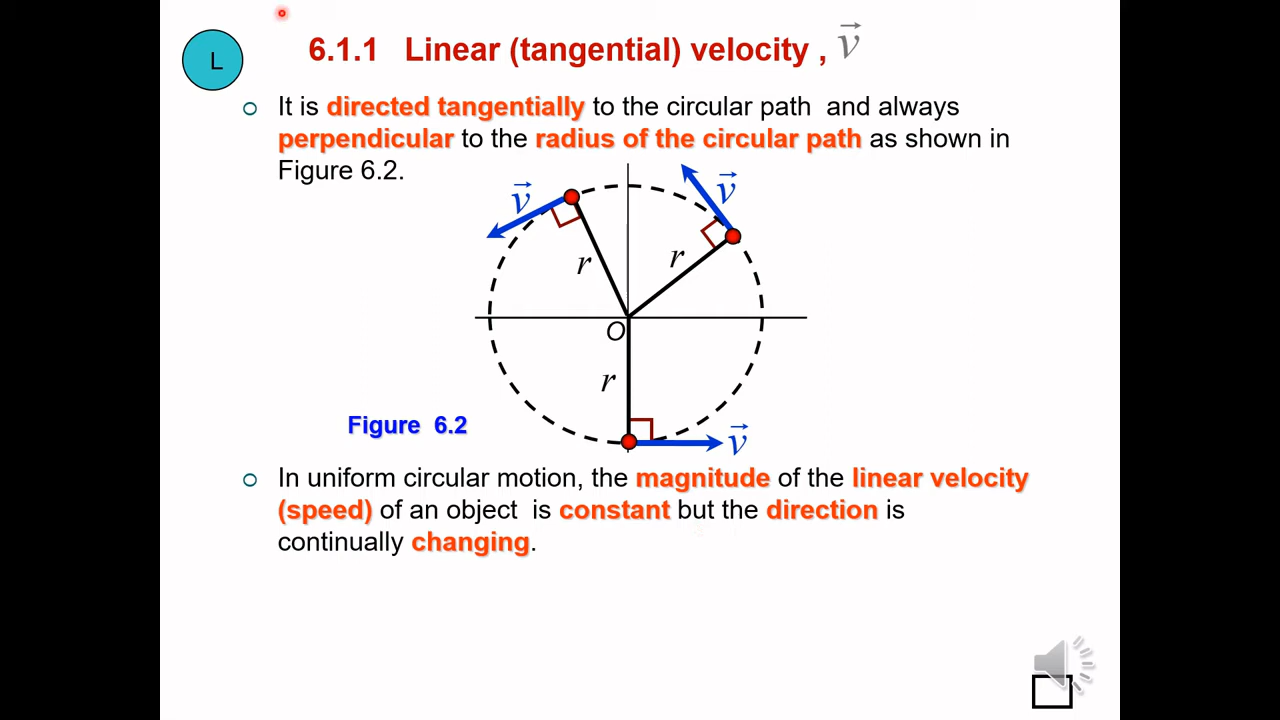 L
6.1.1 Linear (tangential) velocity , v⃗
It is directed tangentially to the circular path and always
perpendicular to the radius of the circular path as shown in
Figure 6.2.
v⃗
v⃗
r
r
O
r
Figure 6.2
v⃗
In uniform circular motion, the magnitude of the linear velocity
(speed) of an object is constant but the direction is
continually changing.